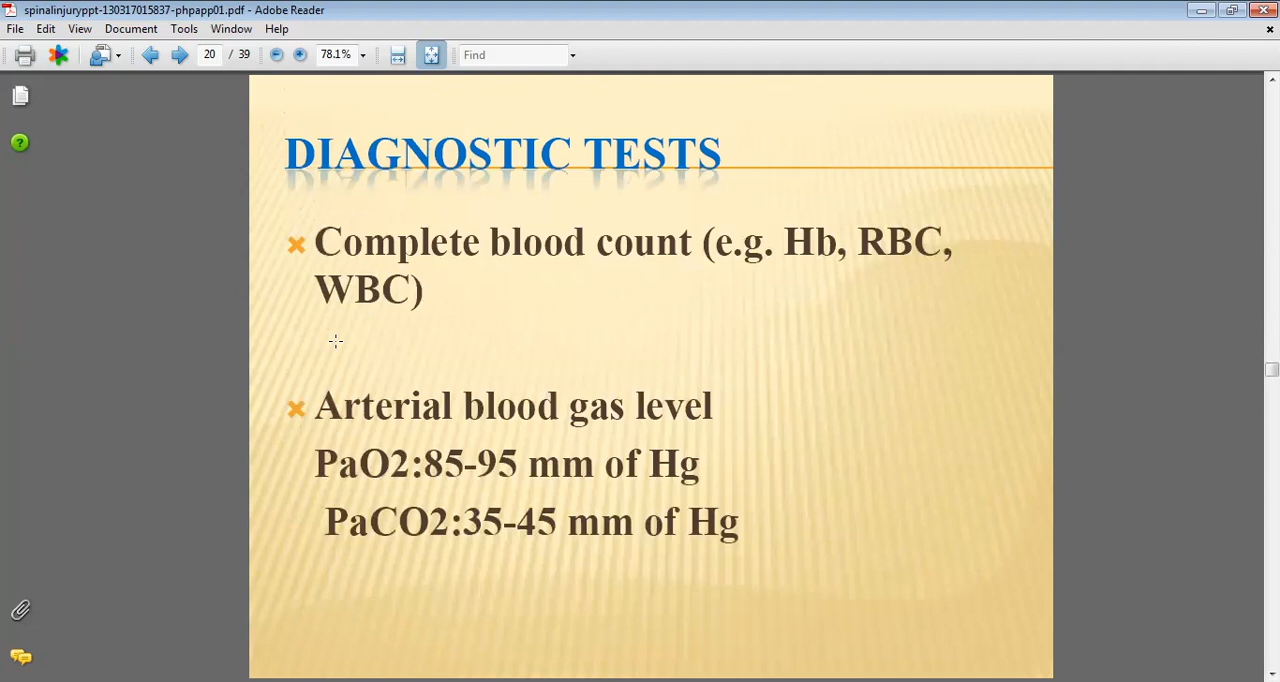 spinalinjuryppt-130317015837-phpapp01.pdf - Adobe Reader
File Edit View Document Tools Window Help
20 / 39 78.1% Find
DIAGNOSTIC TESTS
Complete blood count (e.g. Hb, RBC,
WBC)
Arterial blood gas level
PaO2:85-95 mm of Hg
PaCO2:35-45 mm of Hg